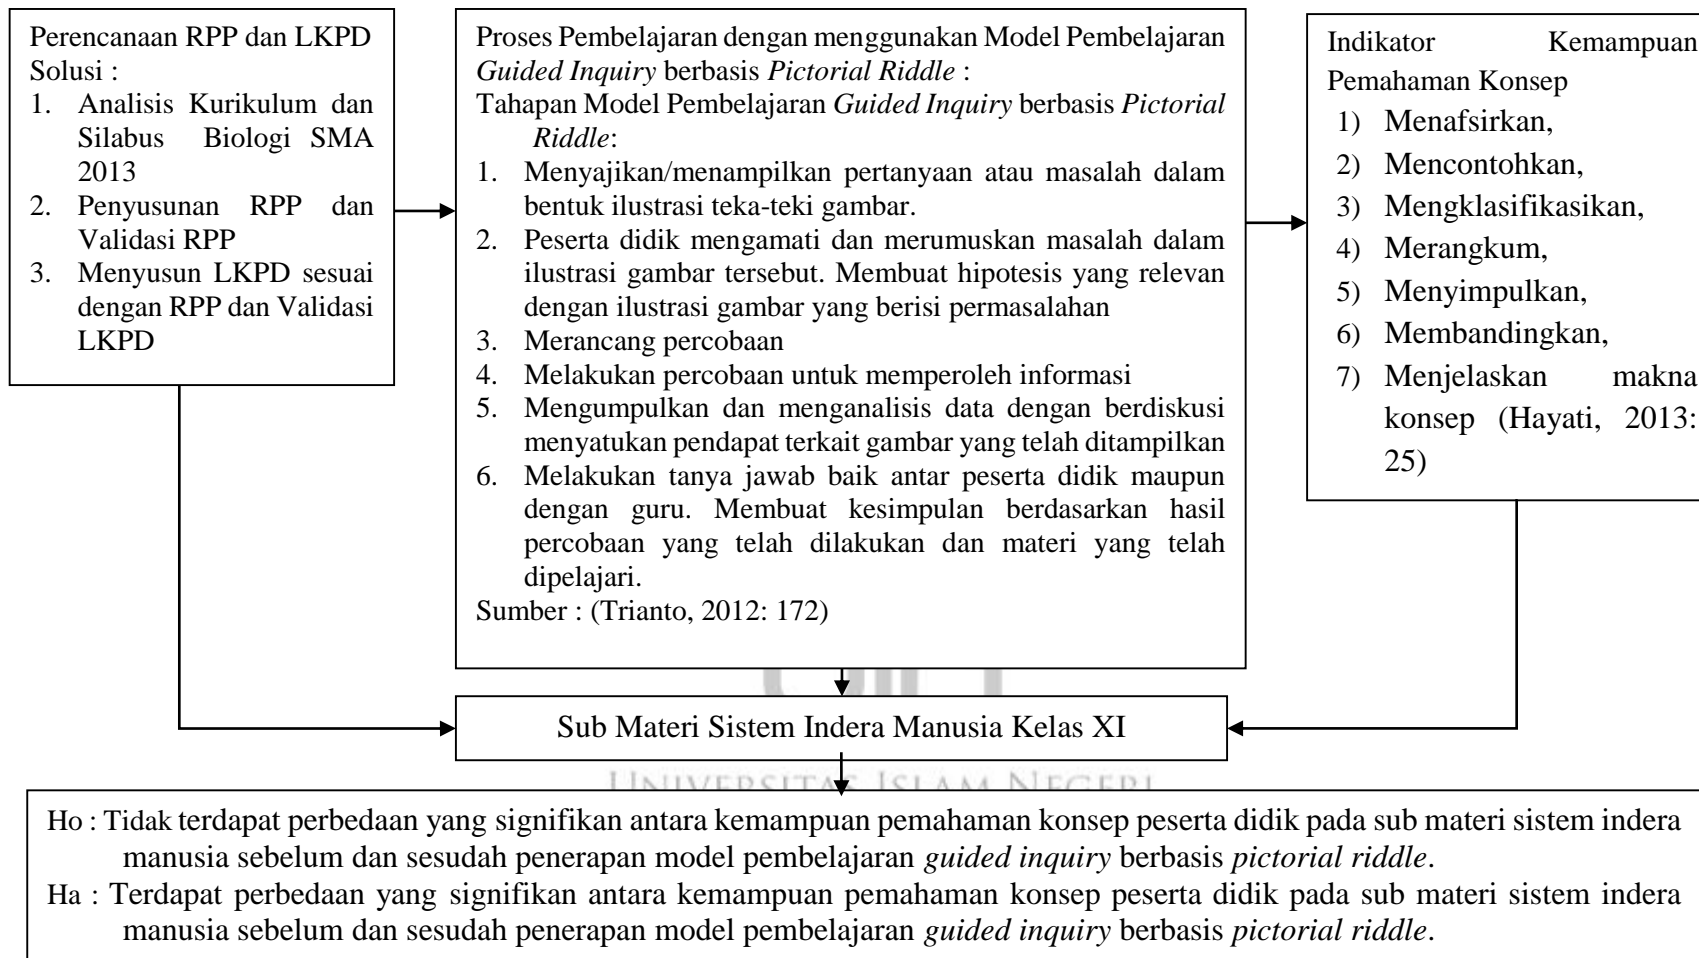 Perencanaan RPP dan LKPD
Solusi :
1. Analisis Kurikulum dan
Silabus Biologi SMA
2013
2. Penyusunan RPP dan
Validasi RPP
3. Menyusun LKPD sesuai
dengan RPP dan Validasi
LKPD
Proses Pembelajaran dengan menggunakan Model Pembelajaran
Guided Inquiry berbasis Pictorial Riddle :
Tahapan Model Pembelajaran Guided Inquiry berbasis Pictorial
Riddle:
1. Menyajikan/menampilkan pertanyaan atau masalah dalam
bentuk ilustrasi teka-teki gambar.
2. Peserta didik mengamati dan merumuskan masalah dalam
ilustrasi gambar tersebut. Membuat hipotesis yang relevan
dengan ilustrasi gambar yang berisi permasalahan
3. Merancang percobaan
4. Melakukan percobaan untuk memperoleh informasi
5. Mengumpulkan dan menganalisis data dengan berdiskusi
menyatukan pendapat terkait gambar yang telah ditampilkan
6. Melakukan tanya jawab baik antar peserta didik maupun
dengan guru. Membuat kesimpulan berdasarkan hasil
percobaan yang telah dilakukan dan materi yang telah
dipelajari.
Sumber : (Trianto, 2012: 172)
Indikator Kemampuan
Pemahaman Konsep
1) Menafsirkan,
2) Mencontohkan,
3) Mengklasifikasikan,
4) Merangkum,
5) Menyimpulkan,
6) Membandingkan,
7) Menjelaskan makna
konsep (Hayati, 2013:
25)
Sub Materi Sistem Indera Manusia Kelas XI
UNIVERSITAS ISLAM NEGERI
Ho : Tidak terdapat perbedaan yang signifikan antara kemampuan pemahaman konsep peserta didik pada sub materi sistem indera
manusia sebelum dan sesudah penerapan model pembelajaran guided inquiry berbasis pictorial riddle.
Ha : Terdapat perbedaan yang signifikan antara kemampuan pemahaman konsep peserta didik pada sub materi sistem indera
manusia sebelum dan sesudah penerapan model pembelajaran guided inquiry berbasis pictorial riddle.